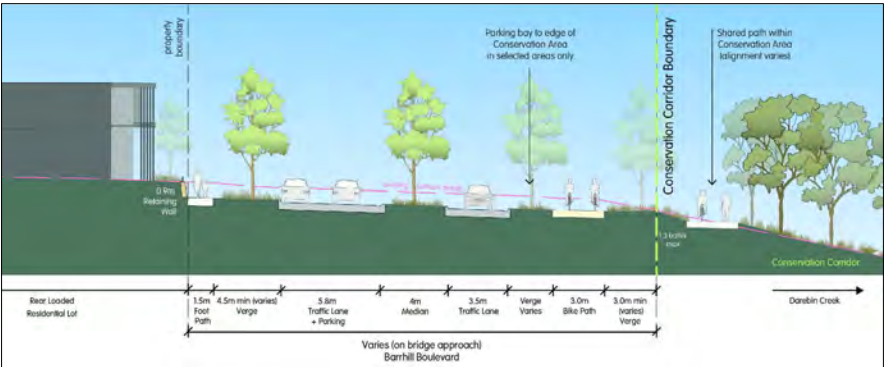 property
boundary
Parking bay to edge of
Conservation Area
in selected areas only
Conservation Corridor Boundary
Shared path within
Conservation Area
(alignment varies)
0.9m
Retaining
Wall
max
Conservation Corridor
Rear Loaded
Residential Lot
1.5m
Foot
Path
4.5m min (varies)
Verge
5.8m
Traffic Lane
+ Parking
4m
Median
3.5m
Traffic Lane
Verge
Varies
3.0m
Bike Path
3.0m min
(varies)
Verge
Darebin Creek
Varies (on bridge approach)
Barrhill Boulevard